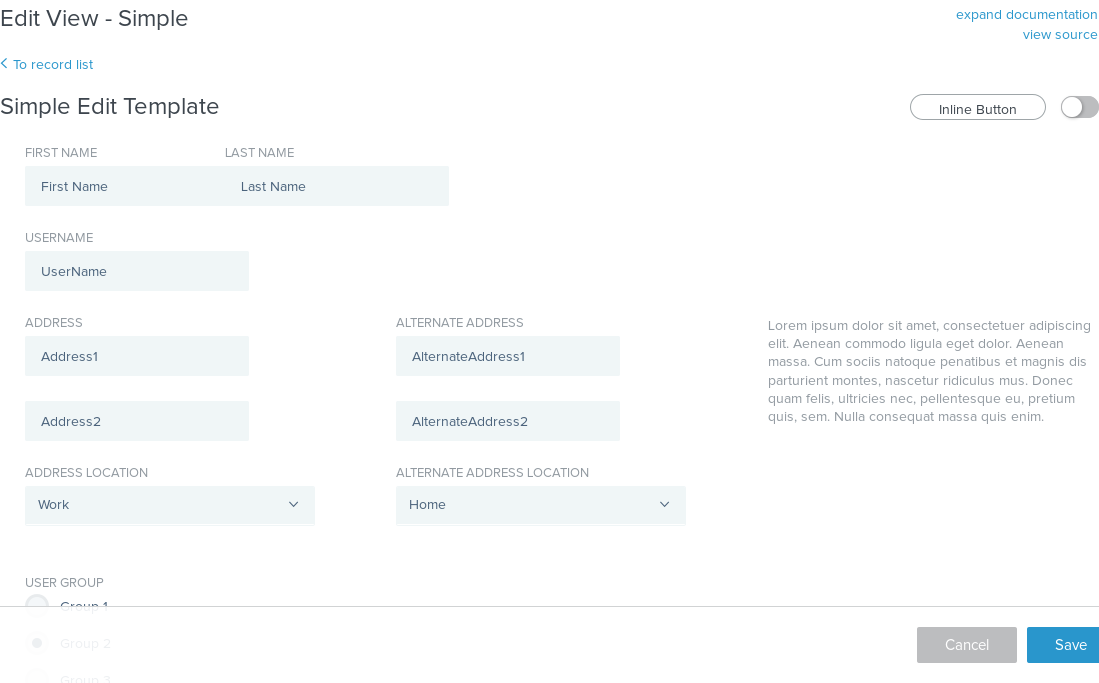 Edit View - Simple
expand documentation
view source
To record list
Simple Edit Template
Inline Button
FIRST NAME
LAST NAME
First Name
Last Name
USERNAME
UserName
ADDRESS
ALTERNATE ADDRESS
Address1
AlternateAddress1
Lorem ipsum dolor sit amet, consectetuer adipiscing
elit. Aenean commodo ligula eget dolor. Aenean
massa. Cum sociis natoque penatibus et magnis dis
parturient montes, nascetur ridiculus mus. Donec
quam felis, ultricies nec, pellentesque eu, pretium
quis, sem. Nulla consequat massa quis enim.
Address2
AlternateAddress2
ADDRESS LOCATION
ALTERNATE ADDRESS LOCATION
Work
Home
USER GROUP
Group 1
Group 2
Group 3
Cancel
Save